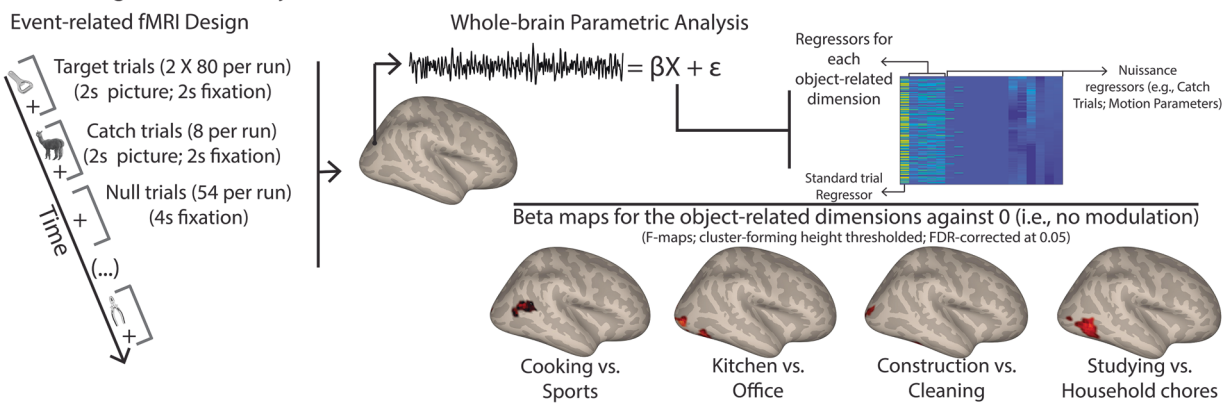 Event-related fMRI Design
Target trials (2 X 80 per run)
(2s picture; 2s fixation)
Catch trials (8 per run)
(2s picture; 2s fixation)
Null trials (54 per run)
(4s fixation)
Time
(...)
Whole-brain Parametric Analysis
= βX + ε
Regressors for
each
object-related
dimension
Nuissance
regressors (e.g., Catch
Trials; Motion Parameters)
Standard trial
Regressor
Beta maps for the object-related dimensions against 0 (i.e., no modulation)
(F-maps; cluster-forming height thresholded; FDR-corrected at 0.05)
Cooking vs.
Sports
Kitchen vs.
Office
Construction vs.
Cleaning
Studying vs.
Household chores